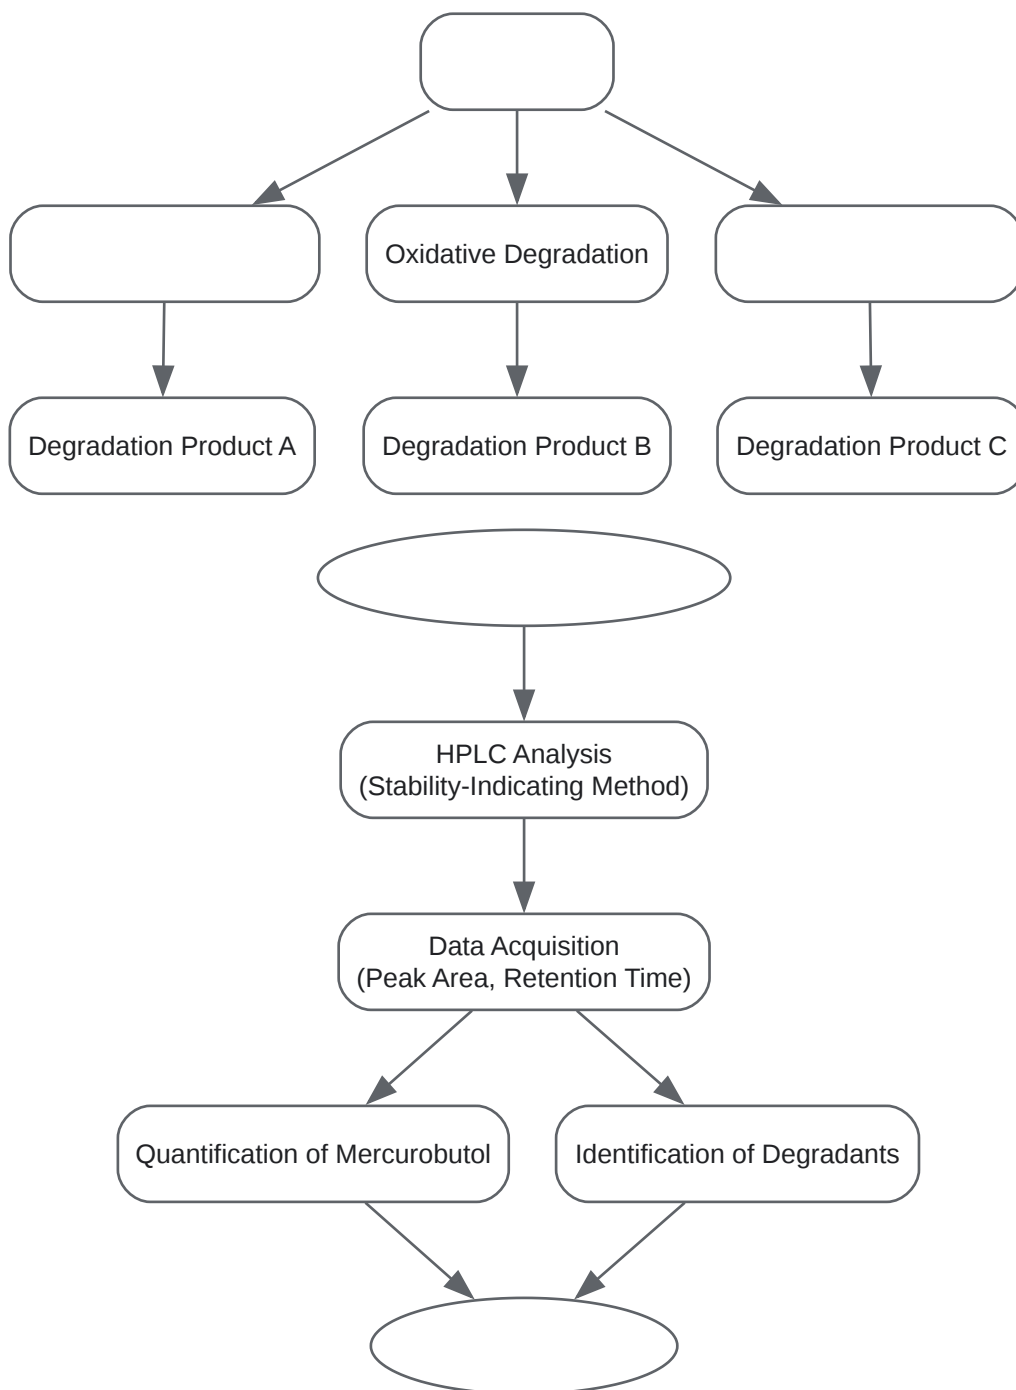 Oxidative Degradation
Degradation Product A
Degradation Product B
Degradation Product C
HPLC Analysis
(Stability-Indicating Method)
Data Acquisition
(Peak Area, Retention Time)
Quantification of Mercurobutol
Identification of Degradants